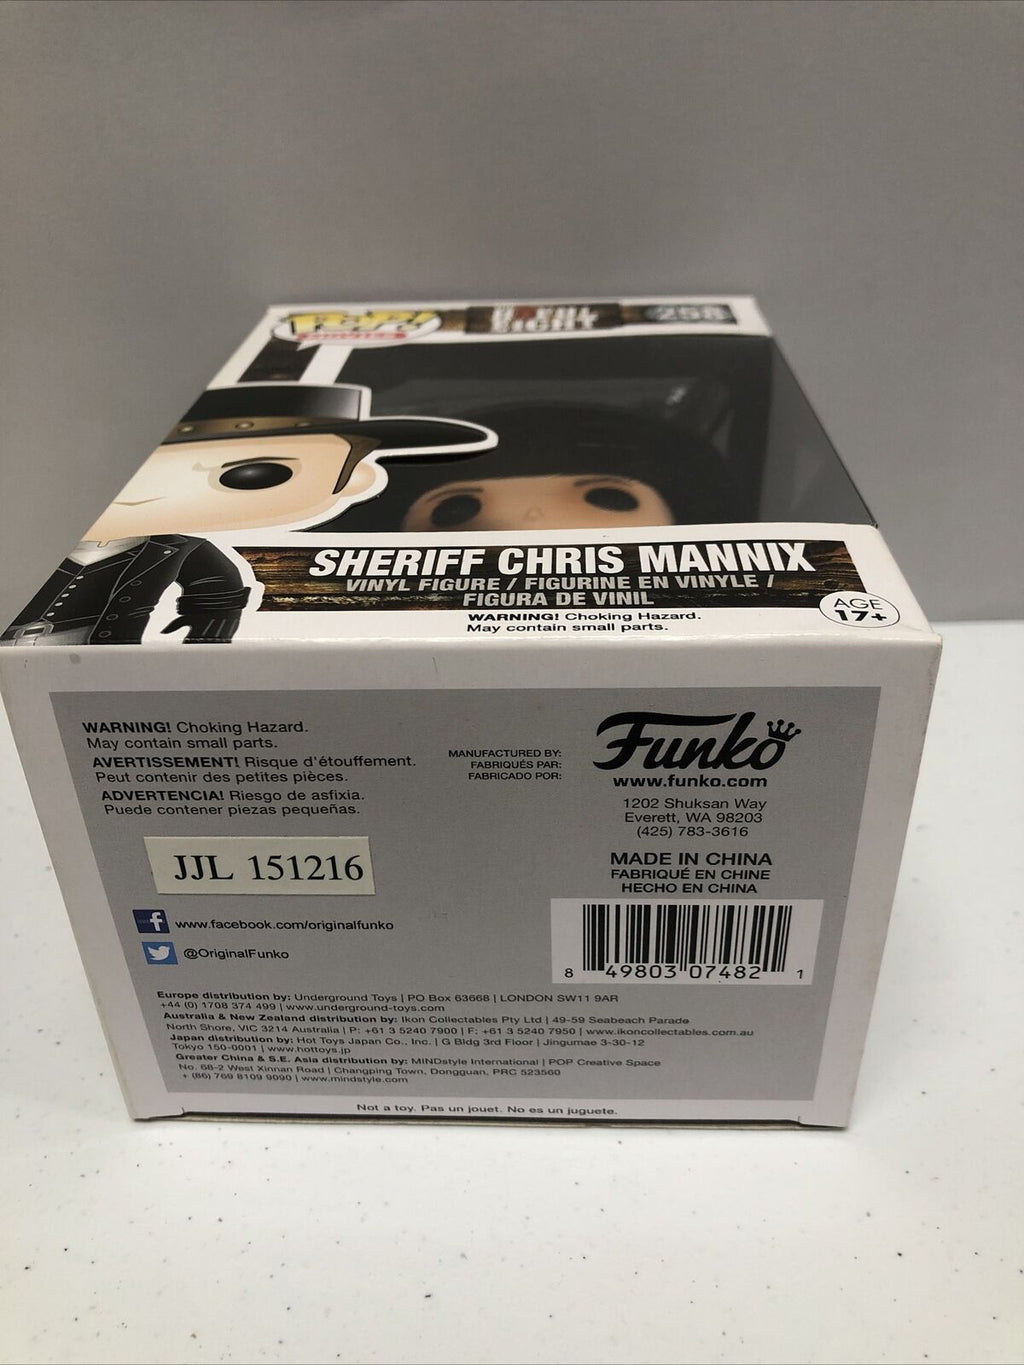 POP!
MOVIES
THE
H8FUL
EIGHT
258
SHERIFF CHRIS MANNIX
VINYL FIGURE / FIGURINE EN VINYLE /
FIGURA DE VINIL
WARNING! Choking Hazard.
May contain small parts.
AGE
17+
WARNING! Choking Hazard.
May contain small parts.
AVERTISSEMENT! Risque d'étouffement.
Peut contenir des petites pièces.
ADVERTENCIA! Riesgo de asfixia.
Puede contener piezas pequeñas.
JJL 151216
www.facebook.com/originalfunko
@OriginalFunko
MANUFACTURED BY:
FABRIQUÉS PAR:
FABRICADO POR:
Funko
www.funko.com
1202 Shuksan Way
Everett, WA 98203
(425) 783-3616
MADE IN CHINA
FABRIQUÉ EN CHINE
HECHO EN CHINA
8 49803 07482 1
Europe distribution by: Underground Toys | PO Box 63668 | LONDON SW11 9AR
+44 (0) 1708 374 499 | www.underground-toys.com
Australia & New Zealand distribution by: Ikon Collectables Pty Ltd | 49-59 Seabeach Parade
North Shore, VIC 3214 Australia | P: +61 3 5240 7900 | F: +61 3 5240 7950 | www.ikoncollectables.com.au
Japan distribution by: Hot Toys Japan Co., Inc. | G Bldg 3rd Floor | Jingumae 3-30-12
Tokyo 150-0001 | www.hottoys.jp
Greater China & S.E. Asia distribution by: MINDstyle International | POP Creative Space
No. 68-2 West Xinnan Road | Changping Town, Dongguan, PRC 523560
+ (86) 769 8109 9090 | www.mindstyle.com
Not a toy. Pas un jouet. No es un juguete.